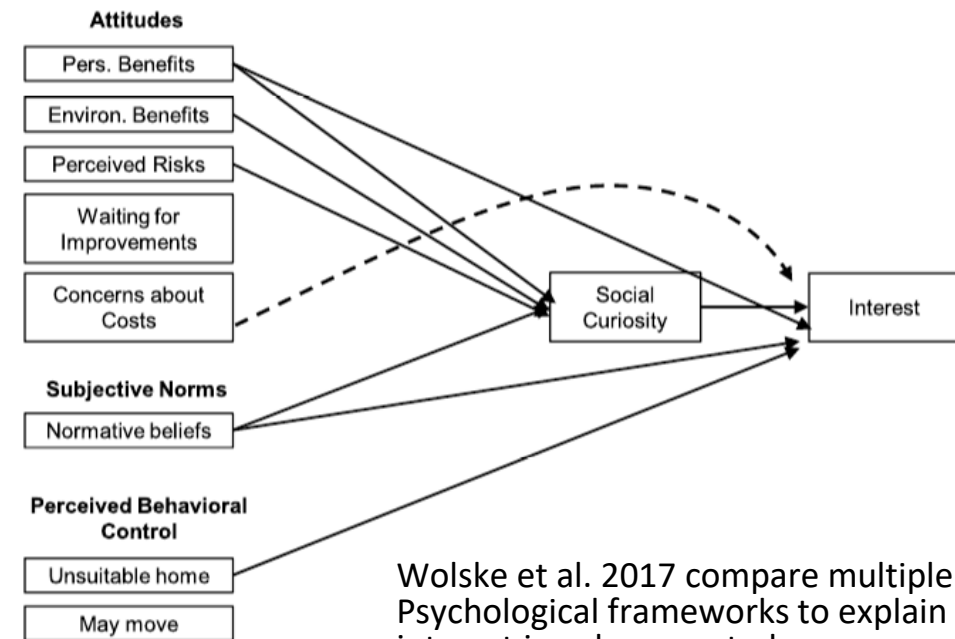 Attitudes
Pers. Benefits
Environ. Benefits
Perceived Risks
Waiting for
Improvements
Concerns about
Costs
Social
Curiosity
Interest
Subjective Norms
Normative beliefs
Perceived Behavioral
Control
Unsuitable home
May move
Wolske et al. 2017 compare multiple
Psychological frameworks to explain